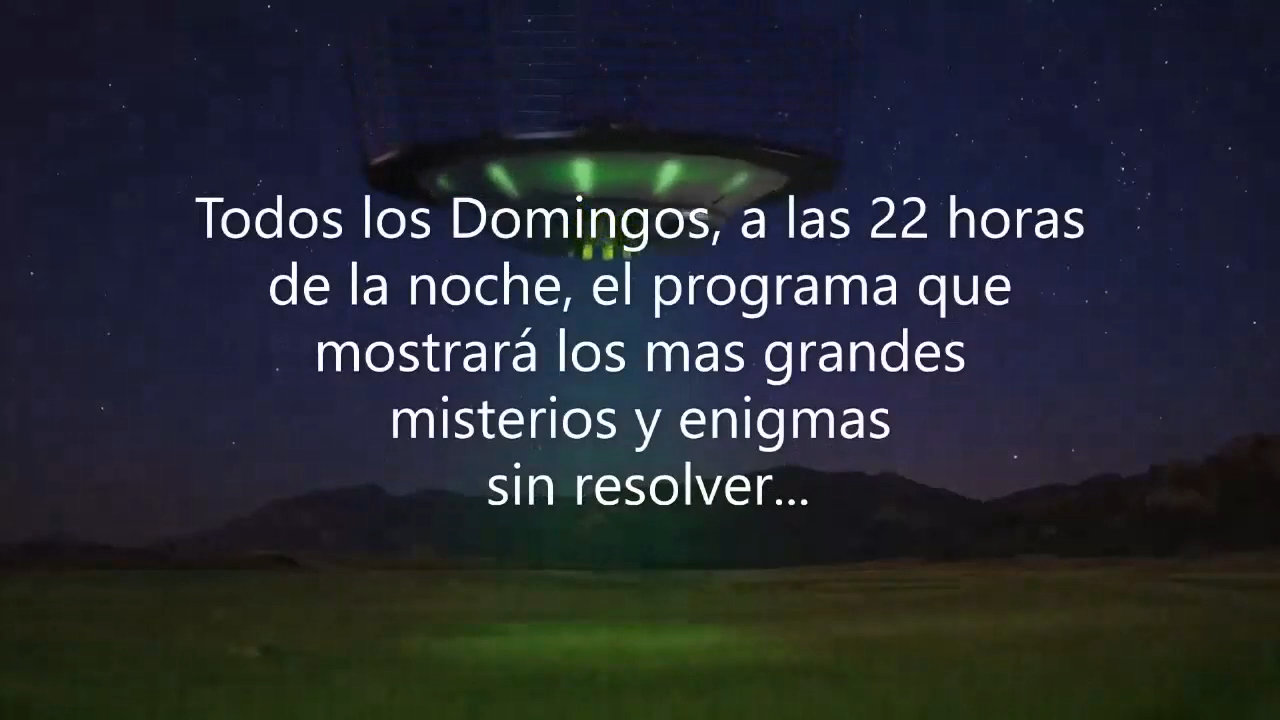 Todos los Domingos, a las 22 horas
de la noche, el programa que
mostrará los mas grandes
misterios y enigmas
sin resolver...